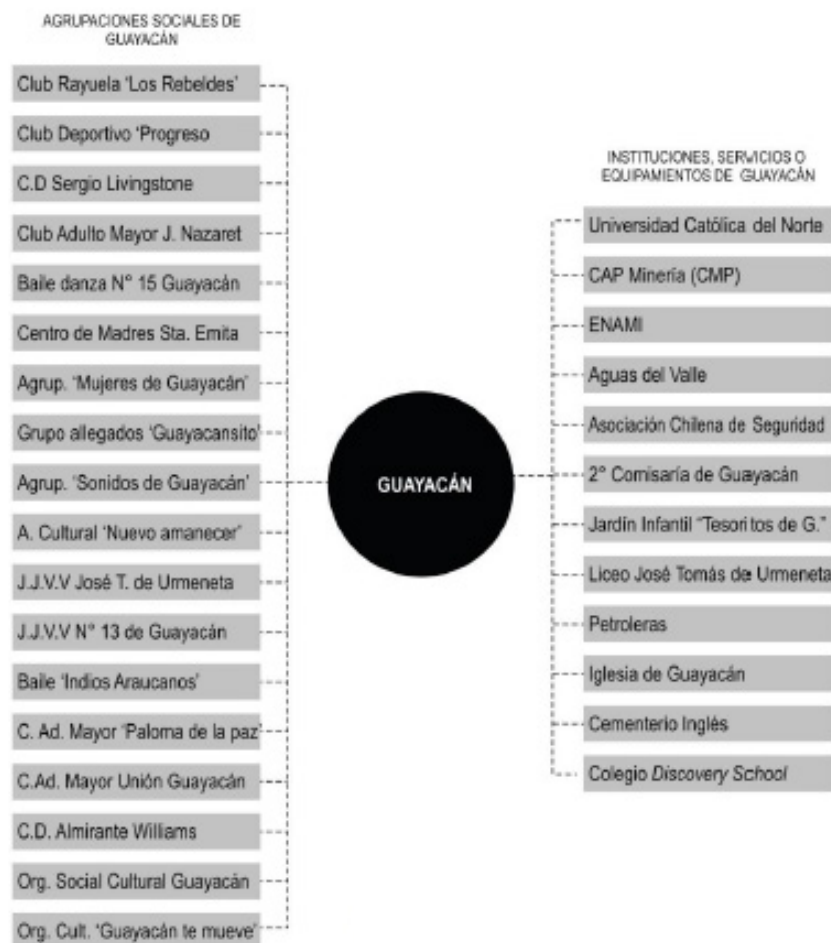 AGRUPACIONES SOCIALES DE
GUAYACÁN
Club Rayuela 'Los Rebeldes'
Club Deportivo 'Progreso
C.D Sergio Livingstone
Club Adulto Mayor J. Nazaret
Baile danza N° 15 Guayacán
Centro de Madres Sta. Emita
Agrup. 'Mujeres de Guayacán'
Grupo allegados 'Guayacansito'
Agrup. 'Sonidos de Guayacán'
A. Cultural 'Nuevo amanecer'
J.J.V.V José T. de Urmeneta
J.J.V.V N° 13 de Guayacán
Baile 'Indios Araucanos'
C. Ad. Mayor 'Paloma de la paz'
C.Ad. Mayor Unión Guayacán
C.D. Almirante Williams
Org. Social Cultural Guayacán
Org. Cult. 'Guayacán te mueve'
GUAYACÁN
INSTITUCIONES, SERVICIOS O
EQUIPAMIENTOS DE GUAYACÁN
Universidad Católica del Norte
CAP Minería (CMP)
ENAMI
Aguas del Valle
Asociación Chilena de Seguridad
2° Comisaría de Guayacán
Jardín Infantil "Tesoritos de G."
Liceo José Tomás de Urmeneta
Petroleras
Iglesia de Guayacán
Cementerio Inglés
Colegio Discovery School